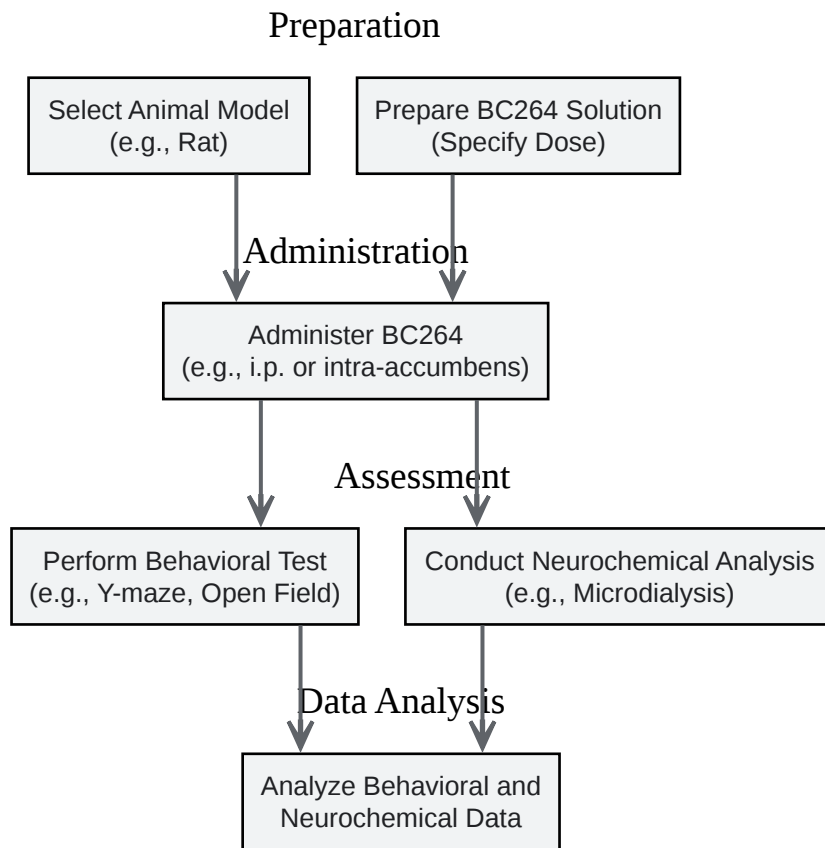 Preparation
Select Animal Model
(e.g., Rat)
Prepare BC264 Solution
(Specify Dose)
Administration
Administer BC264
(e.g., i.p. or intra-accumbens)
Assessment
Perform Behavioral Test
(e.g., Y-maze, Open Field)
Conduct Neurochemical Analysis
(e.g., Microdialysis)
Data Analysis
Analyze Behavioral and
Neurochemical Data